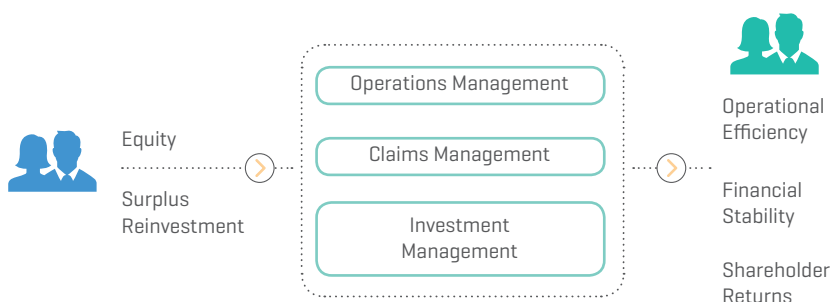 Equity
Surplus
Reinvestment
Operations Management
Claims Management
Investment
Management
Operational
Efficiency
Financial
Stability
Shareholder
Returns